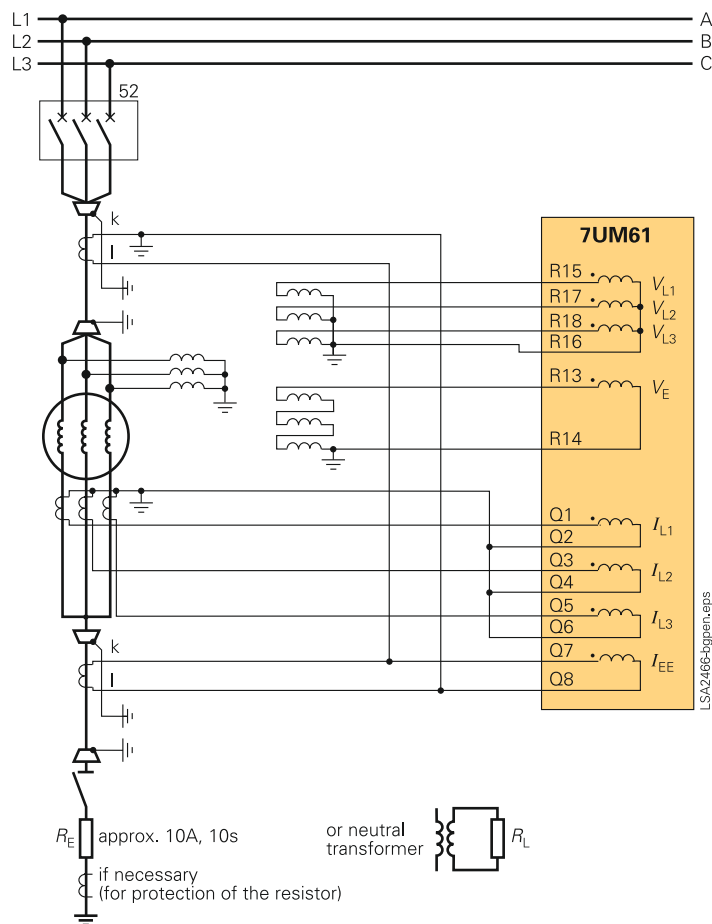 L1 A
L2 B
L3 C
52
k
l
7UM61
R15 VL1
R17 VL2
R18 VL3
R16
R13 VE
R14
Q1 IL1
Q2
Q3 IL2
Q4
Q5 IL3
Q6
k
Q7 IEE
l
Q8
LSA2466-bgpen.eps
RE approx. 10A, 10s
or neutral
transformer
RL
if necessary
(for protection of the resistor)